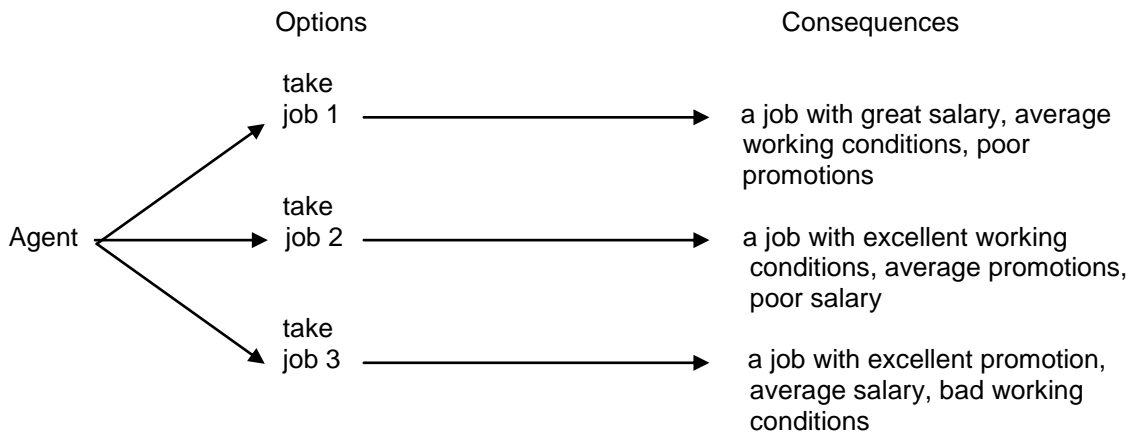 Options
Consequences
take
job 1
a job with great salary, average
working conditions, poor
promotions
Agent
take
job 2
a job with excellent working
conditions, average promotions,
poor salary
take
job 3
a job with excellent promotion,
average salary, bad working
conditions